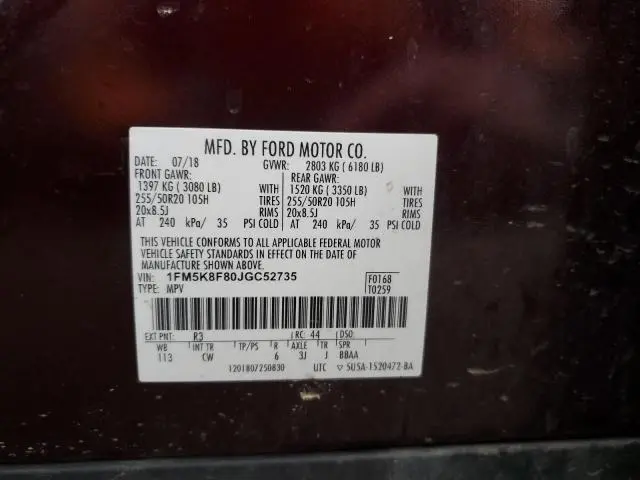 MFD. BY FORD MOTOR CO.
DATE: 07/18 GVWR: 2803 KG ( 6180 LB)
FRONT GAWR: REAR GAWR:
1397 KG ( 3080 LB) WITH 1520 KG ( 3350 LB) WITH
255/50R20 105H TIRES 255/50R20 105H TIRES
20x8.5J RIMS 20x8.5J RIMS
AT 240 kPa/ 35 PSI COLD AT 240 kPa/ 35 PSI COLD
THIS VEHICLE CONFORMS TO ALL APPLICABLE FEDERAL MOTOR
VEHICLE SAFETY STANDARDS IN EFFECT ON THE DATE OF
MANUFACTURE SHOWN ABOVE.
VIN: 1FM5K8F80JGC52735 F0168
TYPE: MPV T0259
EXT PNT: R3 RC: 44 DSO:
WB INT TR TP/PS R AXLE TR SPR
113 CW 6 3J J BBAA
1201807250830 UTC ▽ 5U5A-1520472-BA